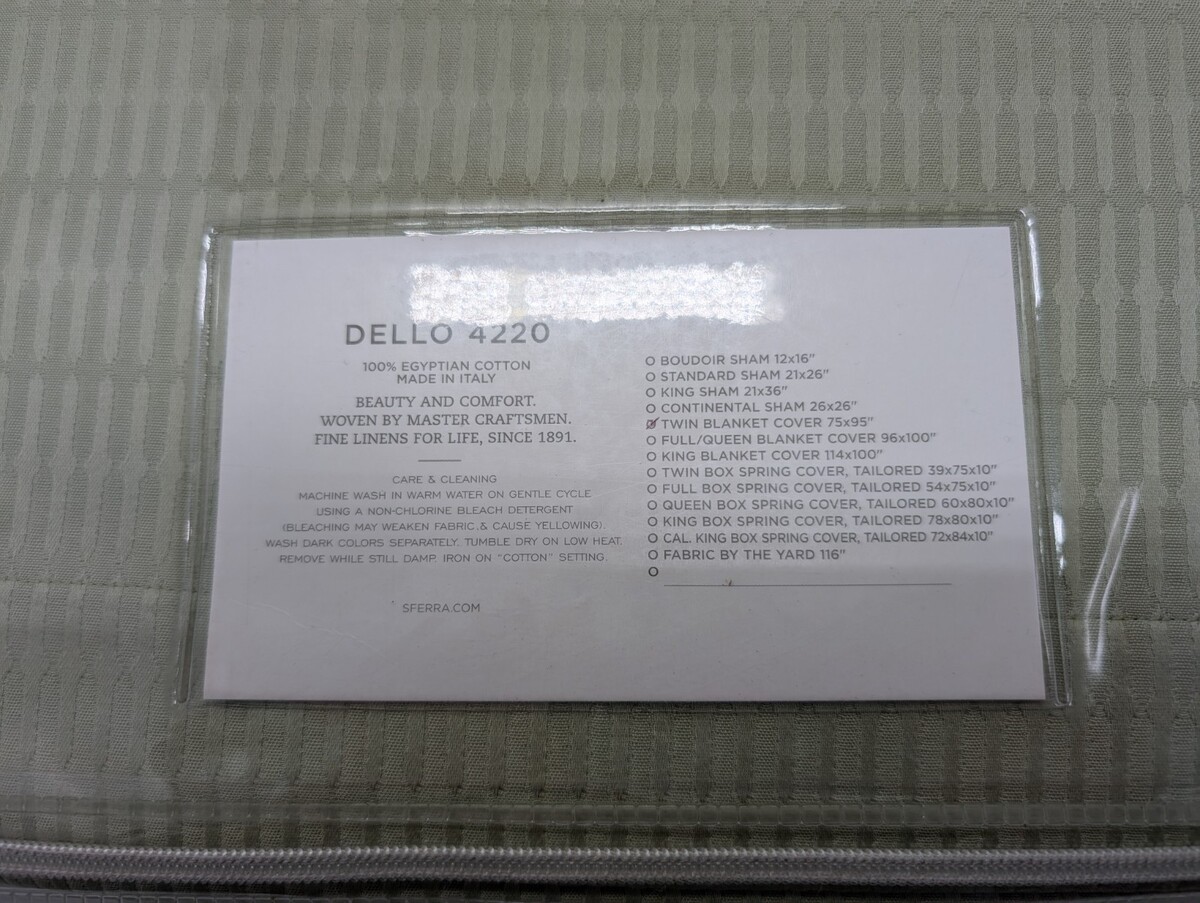 DELLO 4220
100% EGYPTIAN COTTON
MADE IN ITALY
BEAUTY AND COMFORT.
WOVEN BY MASTER CRAFTSMEN.
FINE LINENS FOR LIFE, SINCE 1891.
CARE & CLEANING
MACHINE WASH IN WARM WATER ON GENTLE CYCLE
USING A NON-CHLORINE BLEACH DETERGENT
(BLEACHING MAY WEAKEN FABRIC & CAUSE YELLOWING).
WASH DARK COLORS SEPARATELY. TUMBLE DRY ON LOW HEAT.
REMOVE WHILE STILL DAMP. IRON ON "COTTON" SETTING.
SFERRA.COM
BOUDOIR SHAM 12x16"
STANDARD SHAM 21x26"
KING SHAM 21x36"
CONTINENTAL SHAM 26x26"
TWIN BLANKET COVER 75x95"
FULL/QUEEN BLANKET COVER 96x100"
KING BLANKET COVER 114x100"
TWIN BOX SPRING COVER, TAILORED 39x75x10"
FULL BOX SPRING COVER, TAILORED 54x75x10"
QUEEN BOX SPRING COVER, TAILORED 60x80x10"
KING BOX SPRING COVER, TAILORED 78x80x10"
CAL. KING BOX SPRING COVER, TAILORED 72x84x10"
FABRIC BY THE YARD 116"